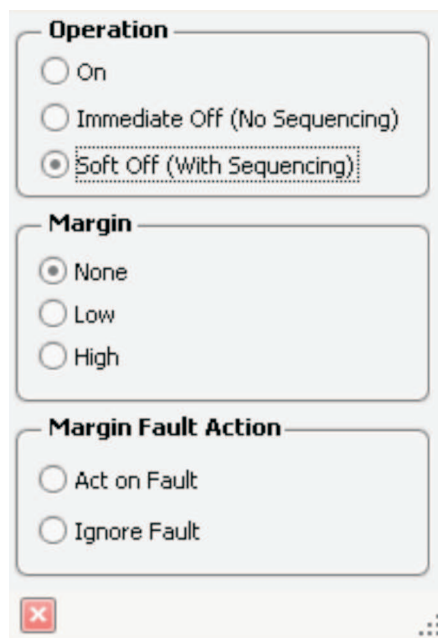 Operation
On
Immediate Off (No Sequencing)
Soft Off (With Sequencing)
Margin
None
Low
High
Margin Fault Action
Act on Fault
Ignore Fault